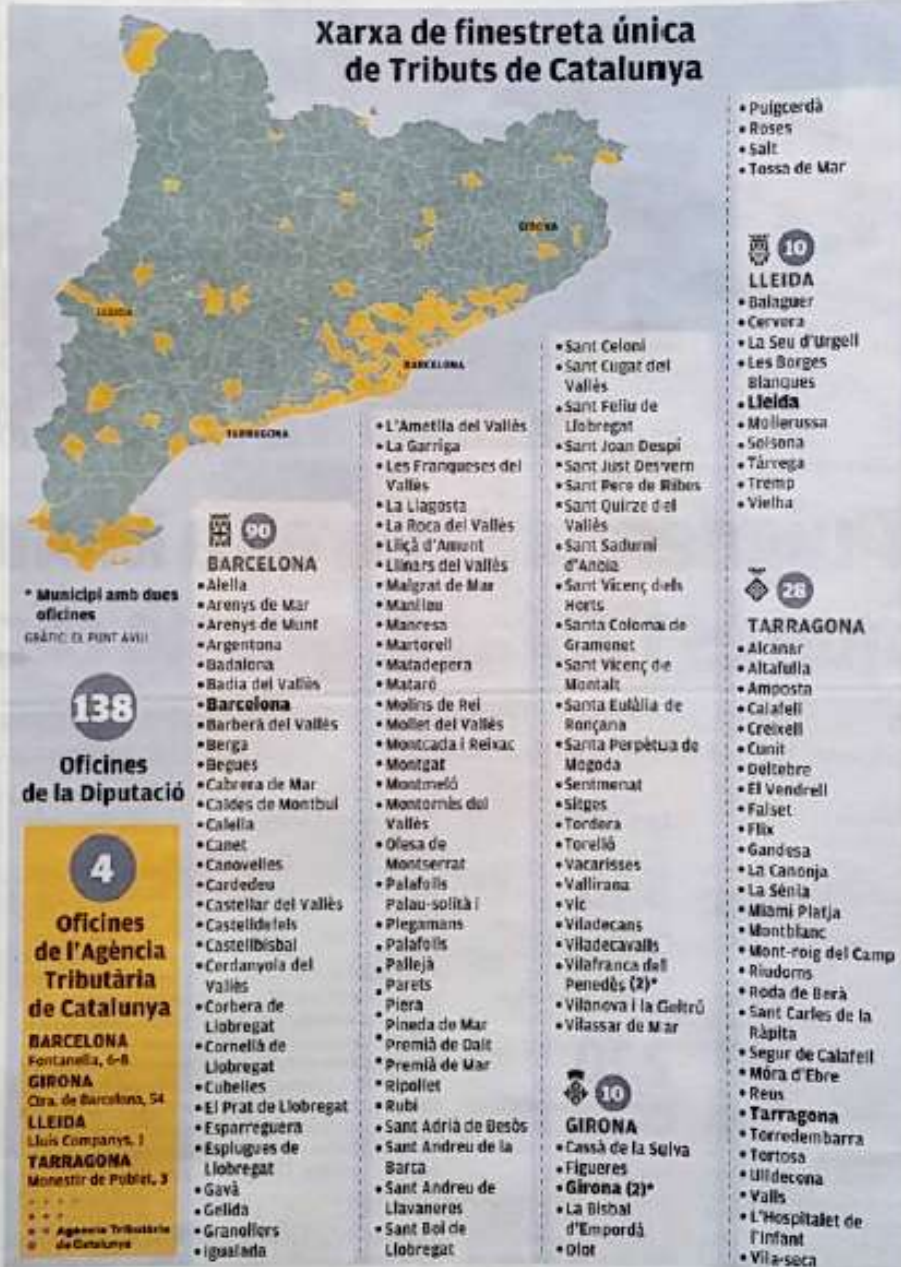 Xarxa de finestreta única
de Tributs de Catalunya
LLEIDA
GIRONA
BARCELONA
TARRAGONA
* Municipi amb dues
oficines
GRÀFIC: EL PUNT AVUI
138
Oficines
de la Diputació
4
Oficines
de l'Agència
Tributària
de Catalunya
BARCELONA
Fontanella, 6-8
GIRONA
Ctra. de Barcelona, 54
LLEIDA
Lluís Companys, 1
TARRAGONA
Monestir de Poblet, 3
Agència Tributària
de Catalunya
90
BARCELONA
• Alella
• Arenys de Mar
• Arenys de Munt
• Argentona
• Badalona
• Badia del Vallès
• Barcelona
• Barberà del Vallès
• Berga
• Begues
• Cabrera de Mar
• Caldes de Montbui
• Calella
• Canet
• Canovelles
• Cardedeu
• Castellar del Vallès
• Castelldefels
• Castellbisbal
• Cerdanyola del
Vallès
• Corbera de
Llobregat
• Cornellà de
Llobregat
• Cubelles
• El Prat de Llobregat
• Esparreguera
• Esplugues de
Llobregat
• Gavà
• Gelida
• Granollers
• Igualada
• L'Ametlla del Vallès
• La Garriga
• Les Franqueses del
Vallès
• La Llagosta
• La Roca del Vallès
• Lliçà d'Amunt
• Llinars del Vallès
• Malgrat de Mar
• Manlleu
• Manresa
• Martorell
• Matadepera
• Mataró
• Molins de Rei
• Mollet del Vallès
• Montcada i Reixac
• Montgat
• Montmeló
• Montornès del
Vallès
• Olesa de
Montserrat
• Palafolls
Palau-solità i
• Plegamans
• Palafolls
• Pallejà
• Parets
• Piera
Pineda de Mar
• Premià de Dalt
• Premià de Mar
• Ripollet
• Rubí
• Sant Adrià de Besòs
• Sant Andreu de la
Barca
• Sant Andreu de
Llavaneres
• Sant Boi de
Llobregat
• Sant Celoni
• Sant Cugat del
Vallès
• Sant Feliu de
Llobregat
• Sant Joan Despí
• Sant Just Desvern
• Sant Pere de Ribes
• Sant Quirze del
Vallès
• Sant Sadurní
d'Anoia
• Sant Vicenç dels
Horts
• Santa Coloma de
Gramenet
• Sant Vicenç de
Montalt
• Santa Eulàlia de
Ronçana
• Santa Perpètua de
Mogoda
• Sentmenat
• Sitges
• Tordera
• Torelló
• Vacarisses
• Vallirana
• Vic
• Viladecans
• Viladecavalls
• Vilafranca del
Penedès (2)*
• Vilanova i la Geltrú
• Vilassar de Mar
10
GIRONA
• Cassà de la Selva
• Figueres
• Girona (2)*
• La Bisbal
d'Empordà
• Olot
• Puigcerdà
• Roses
• Salt
• Tossa de Mar
10
LLEIDA
• Balaguer
• Cervera
• La Seu d'Urgell
• Les Borges
Blanques
• Lleida
• Mollerussa
• Solsona
• Tàrrega
• Tremp
• Vielha
28
TARRAGONA
• Alcanar
• Altafulla
• Amposta
• Calafell
• Creixell
• Cunit
• Deltebre
• El Vendrell
• Falset
• Flix
• Gandesa
• La Canonja
• La Sénia
• Miami Platja
• Montblanc
• Mont-roig del Camp
• Riudoms
• Roda de Berà
• Sant Carles de la
Ràpita
• Segur de Calafell
• Móra d'Ebre
• Reus
• Tarragona
• Torredembarra
• Tortosa
• Ulldecona
• Valls
• L'Hospitalet de
l'Infant
• Vila-seca